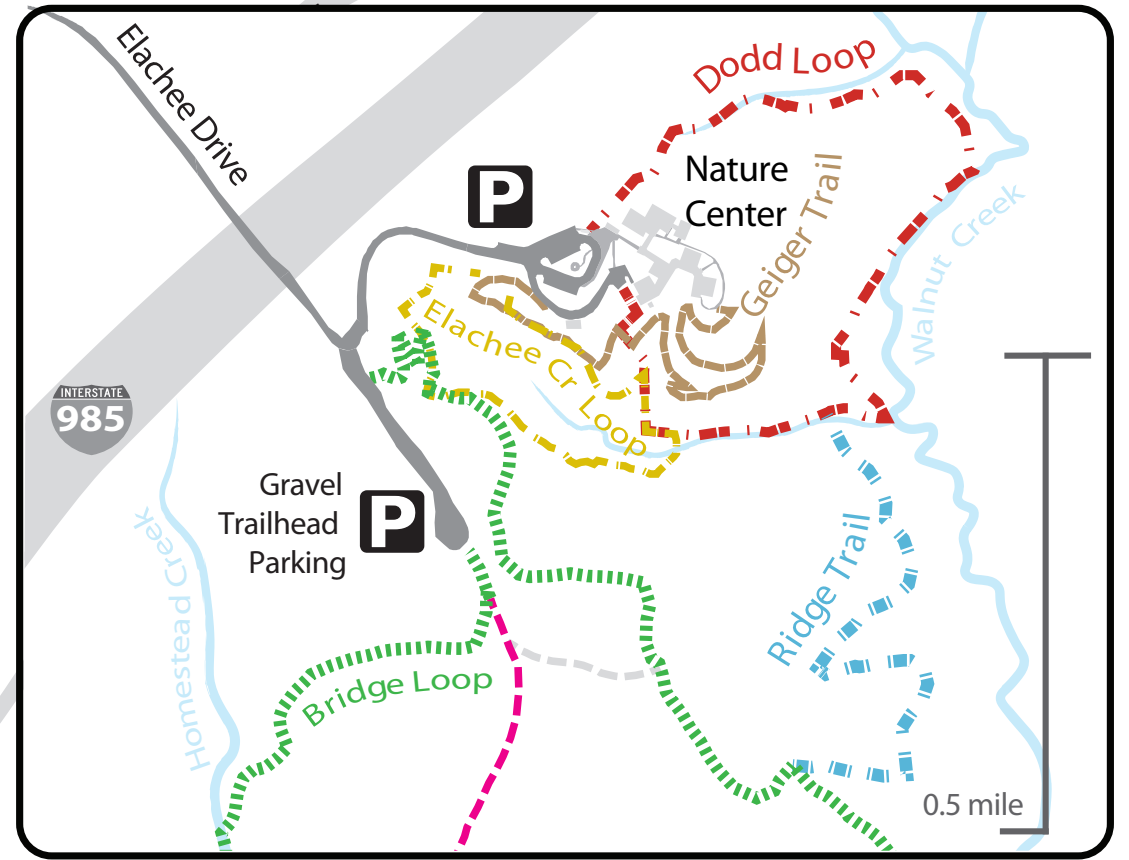 Elachee Drive
Dodd Loop
P
Nature
Center
Geiger Trail
Walnut Creek
Elachee Cr Loop
INTERSTATE
985
Gravel
Trailhead
Parking
P
Homestead Creek
Ridge Trail
Bridge Loop
0.5 mile